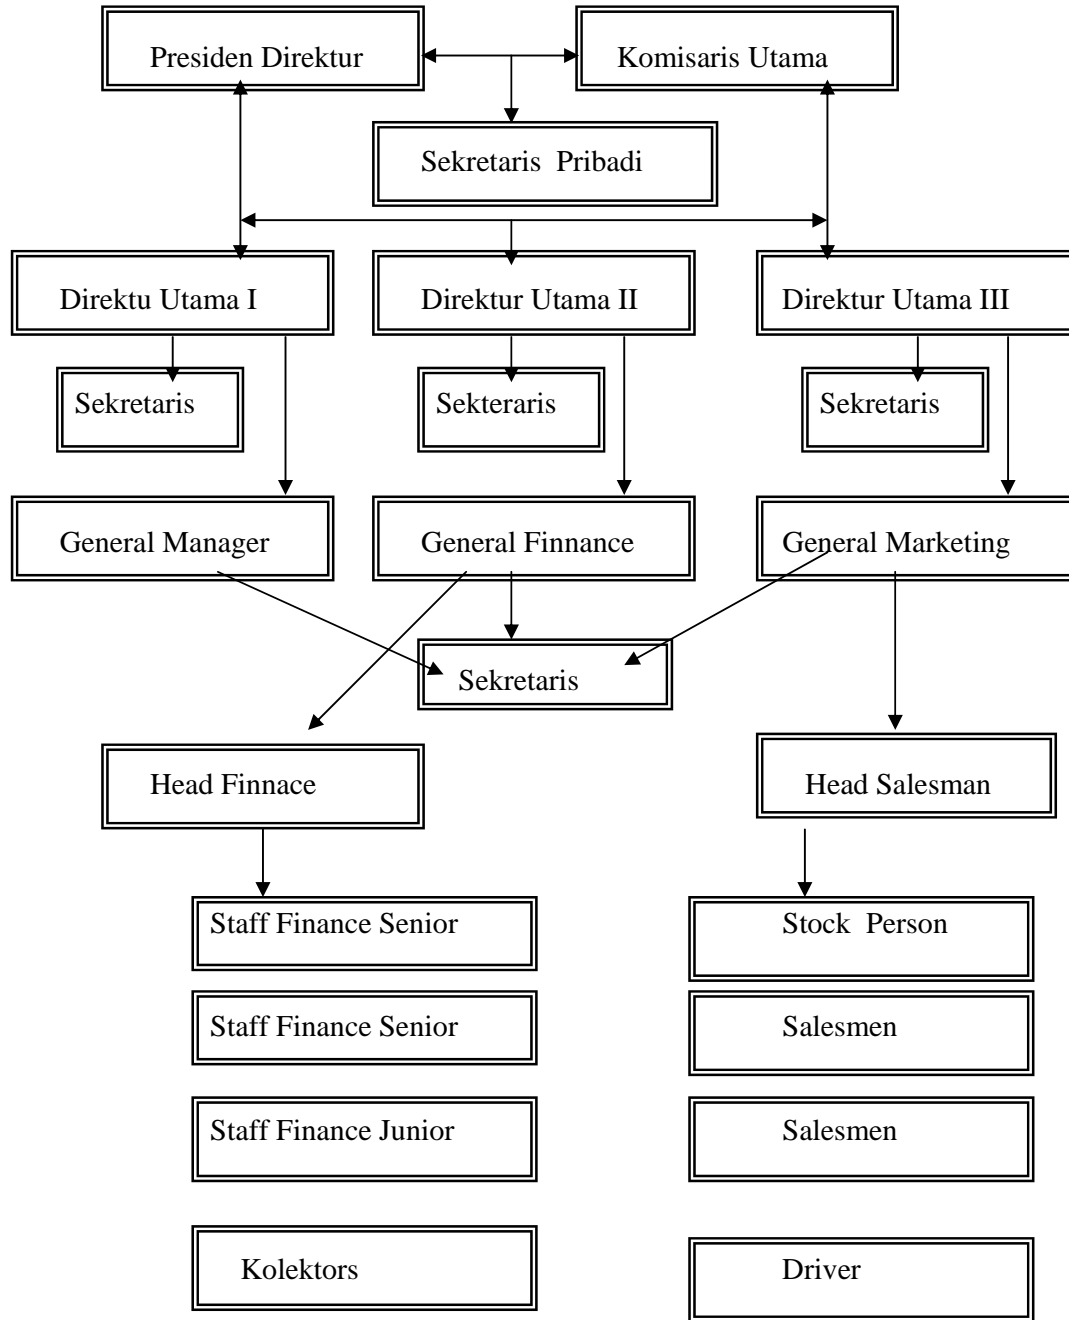 Presiden Direktur
Komisaris Utama
Sekretaris Pribadi
Direktu Utama I
Direktur Utama II
Direktur Utama III
Sekretaris
Sekteraris
Sekretaris
General Manager
General Finnance
General Marketing
Sekretaris
Head Finnace
Head Salesman
Staff Finance Senior
Stock Person
Staff Finance Senior
Salesmen
Staff Finance Junior
Salesmen
Kolektors
Driver